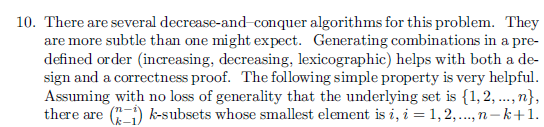 10. There are several decrease-and-conquer algorithms for this problem. They
are more subtle than one might expect. Generating combinations in a pre-
defined order (increasing, decreasing, lexicographic) helps with both a de-
sign and a correctness proof. The following simple property is very helpful.
Assuming with no loss of generality that the underlying set is {1, 2, ..., n},
there are (n−i k−1) k-subsets whose smallest element is i, i = 1, 2, ..., n−k+1.